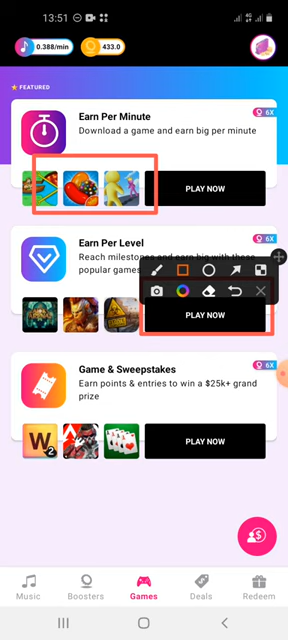 13:51
4G
0.388/min
433.0
FEATURED
6X
Earn Per Minute
Download a game and earn big per minute
PLAY NOW
6X
Earn Per Level
Reach milestones and earn big with these
popular games
PLAY NOW
6X
Game & Sweepstakes
Earn points & entries to win a $25k+ grand
prize
W
2
PLAY NOW
$
Music
Boosters
Games
Deals
Redeem